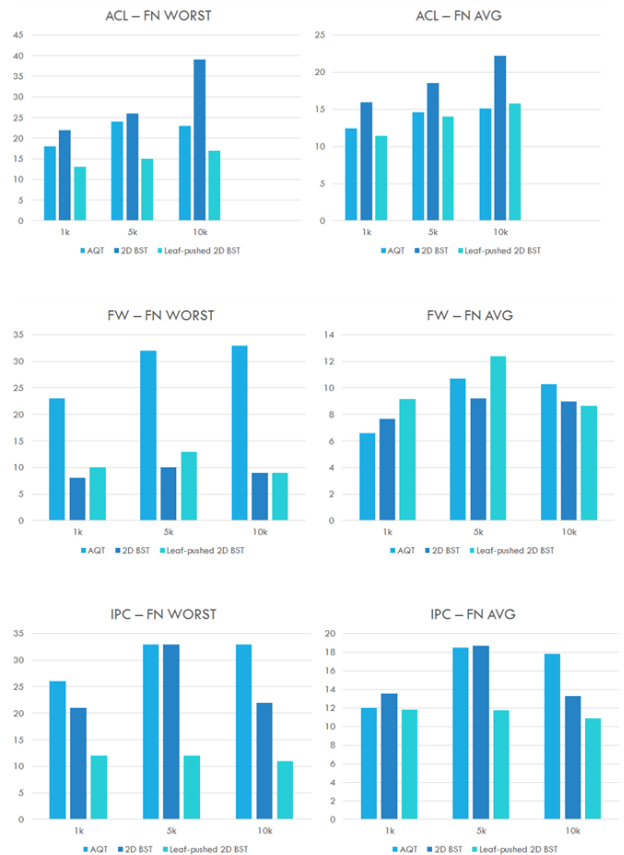 ACL – FN WORST
45
40
35
30
25
20
15
10
5
0
1k 5k 10k
AQT 2D BST Leaf-pushed 2D BST
ACL – FN AVG
25
20
15
10
5
0
1k 5k 10k
AQT 2D BST Leaf-pushed 2D BST
FW – FN WORST
35
30
25
20
15
10
5
0
1k 5k 10k
AQT 2D BST Leaf-pushed 2D BST
FW – FN AVG
14
12
10
8
6
4
2
0
1k 5k 10k
AQT 2D BST Leaf-pushed 2D BST
IPC – FN WORST
35
30
25
20
15
10
5
0
1k 5k 10k
AQT 2D BST Leaf-pushed 2D BST
IPC – FN AVG
20
18
16
14
12
10
8
6
4
2
0
1k 5k 10k
AQT 2D BST Leaf-pushed 2D BST